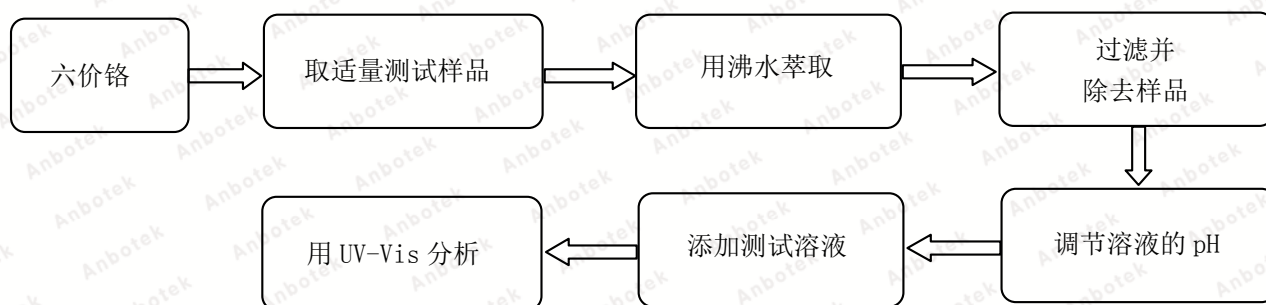 六价铬
取适量测试样品
用沸水萃取
过滤并
除去样品
调节溶液的 pH
添加测试溶液
用 UV-Vis 分析
Anbotek